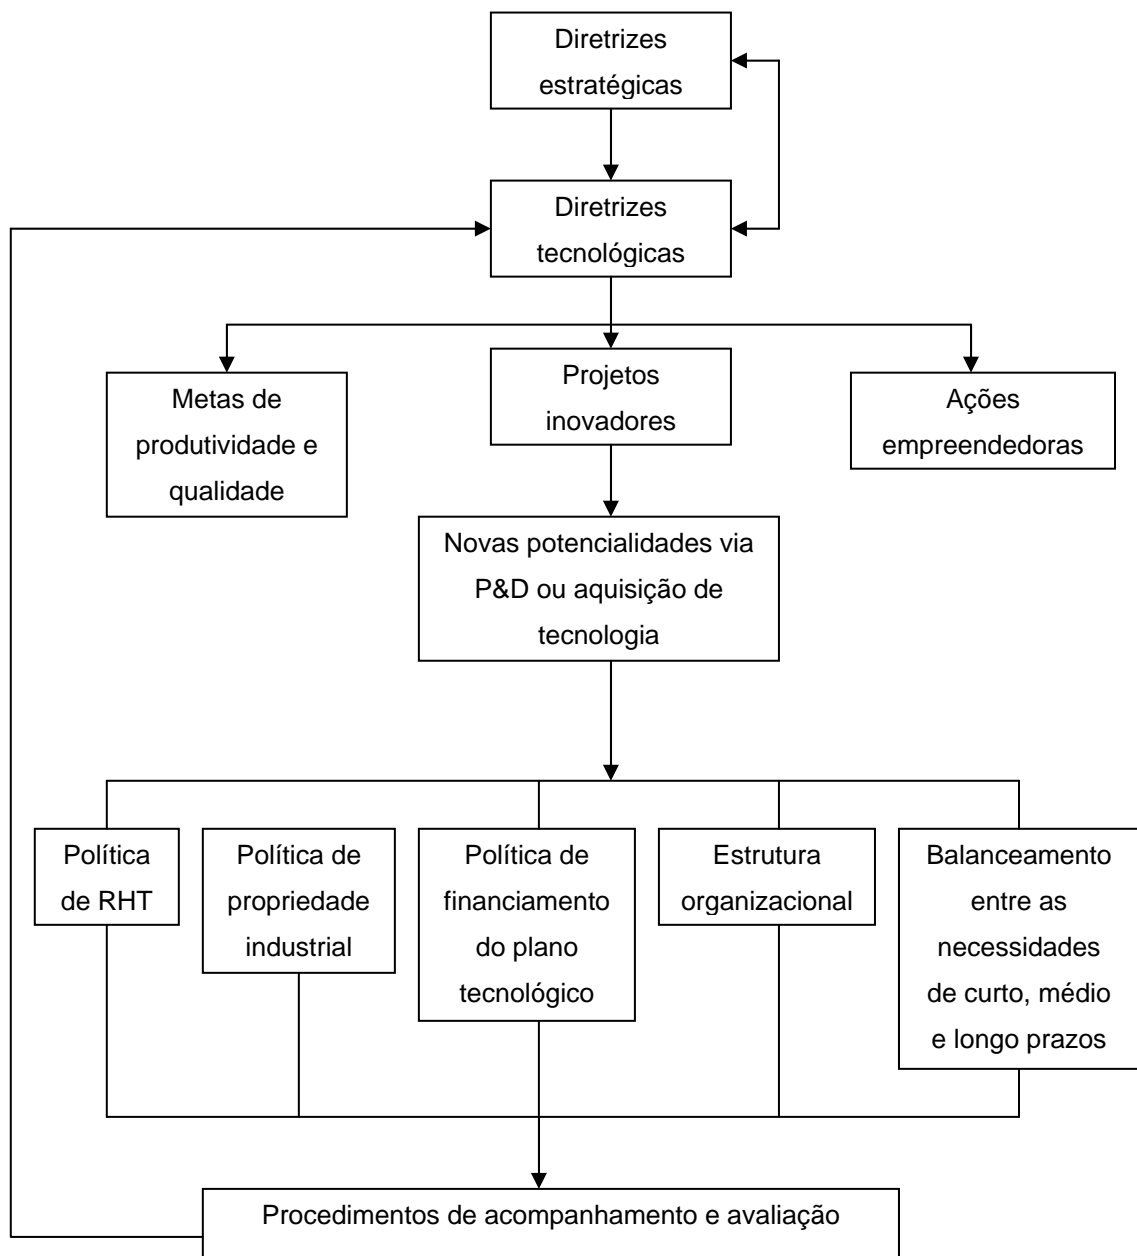 Diretrizes
estratégicas
Diretrizes
tecnológicas
Metas de
produtividade e
qualidade
Projetos
inovadores
Ações
empreendedoras
Novas potencialidades via
P&D ou aquisição de
tecnologia
Política
de RHT
Política de
propriedade
industrial
Política de
financiamento
do plano
tecnológico
Estrutura
organizacional
Balanceamento
entre as
necessidades
de curto, médio
e longo prazos
Procedimentos de acompanhamento e avaliação